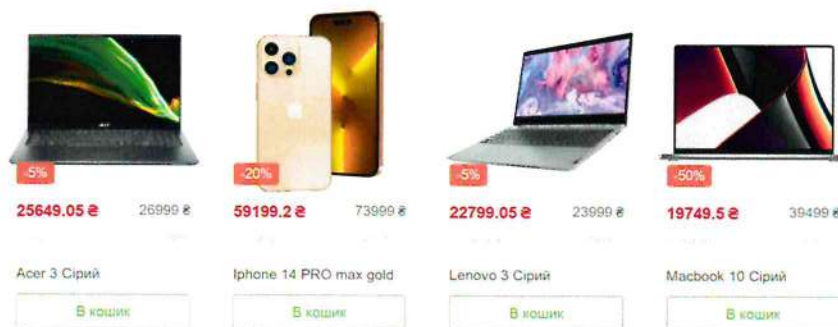 acer
-5%
-20%
-5%
-50%
25649.05 ₴ 26999 ₴
59199.2 ₴ 73999 ₴
22799.05 ₴ 23999 ₴
19749.5 ₴ 39499 ₴
Acer 3 Сірий
Iphone 14 PRO max gold
Lenovo 3 Сірий
Macbook 10 Сірий
В кошик
В кошик
В кошик
В кошик